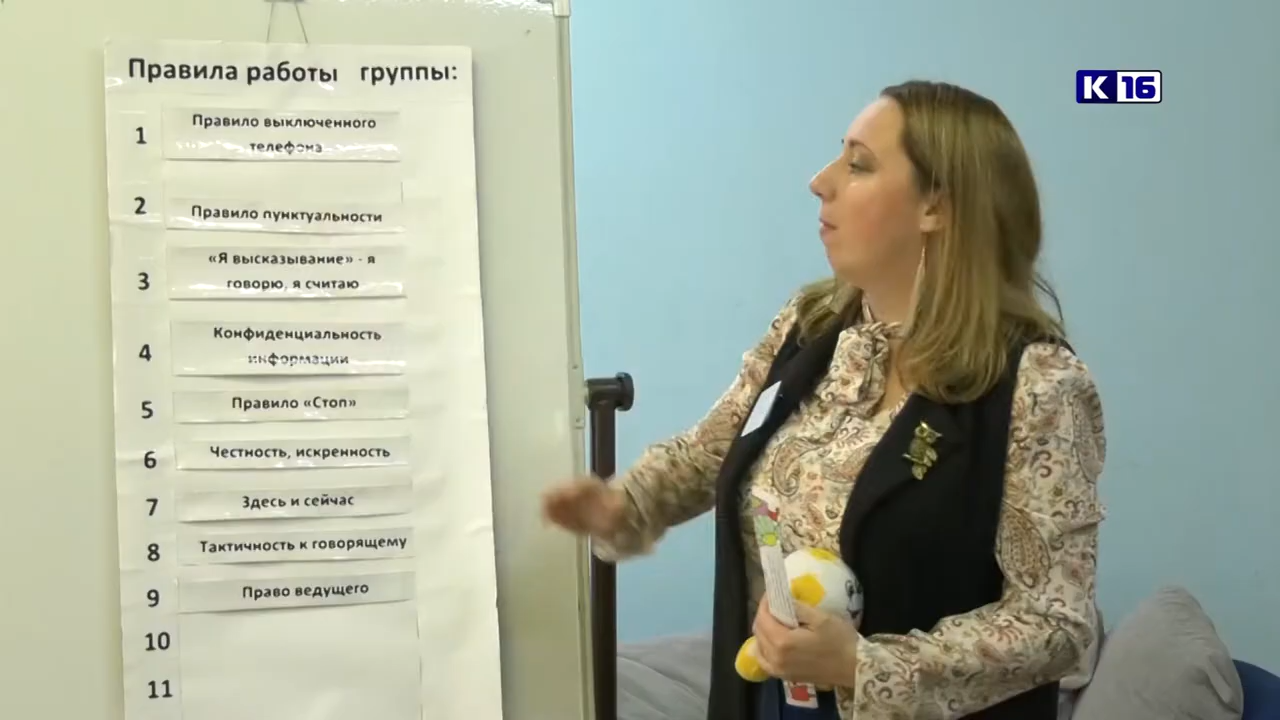 К 16
Правила работы группы:
1 Правило выключенного
телефона
2 Правило пунктуальности
3 «Я высказывание» - я
говорю, я считаю
4 Конфиденциальность
информации
5 Правило «Стоп»
6 Честность, искренность
7 Здесь и сейчас
8 Тактичность к говорящему
9 Право ведущего
10
11